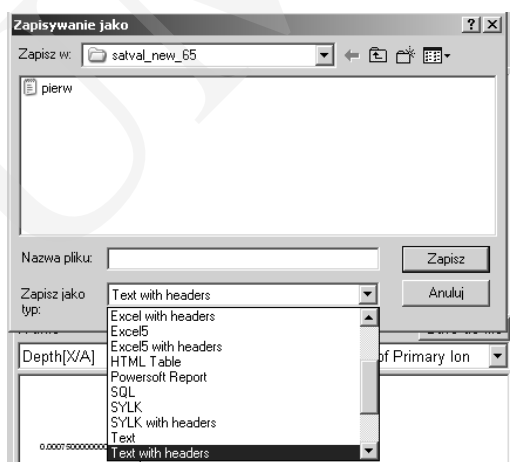 Zapisywanie jako
Zapisz w: satval_new_65
pierw
Nazwa pliku: Zapisz
Zapisz jako typ: Text with headers Anuluj
Excel with headers
Excel5
Excel5 with headers
HTML Table
Powersoft Report
SQL
SYLK
SYLK with headers
Text
Text with headers
Depth[X/A] of Primary Ion